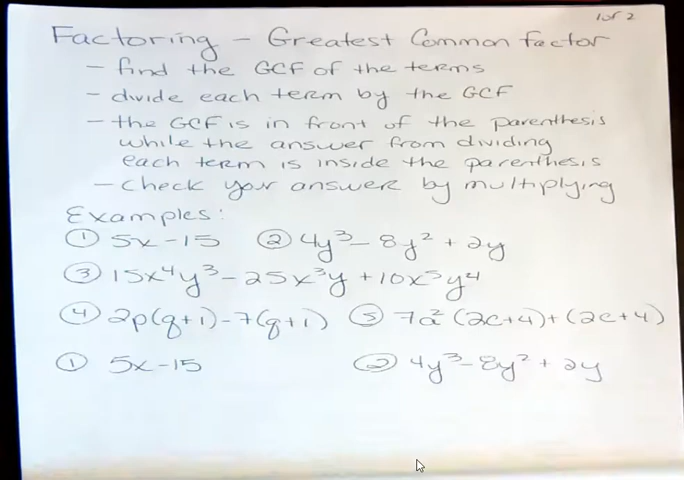 1 of 2
Factoring - Greatest Common factor
- find the GCF of the terms
- divide each term by the GCF
- the GCF is in front of the parenthesis
while the answer from dividing
each term is inside the parenthesis
- check your answer by multiplying
Examples:
① 5x - 15 ② 4y³ - 8y² + 2y
③ 15x⁴y³ - 25x³y + 10x⁵y⁴
④ 2p(q+1) - 7(q+1) ⑤ 7a²(2c+4) + (2c+4)
① 5x - 15 ② 4y³ - 8y² + 2y